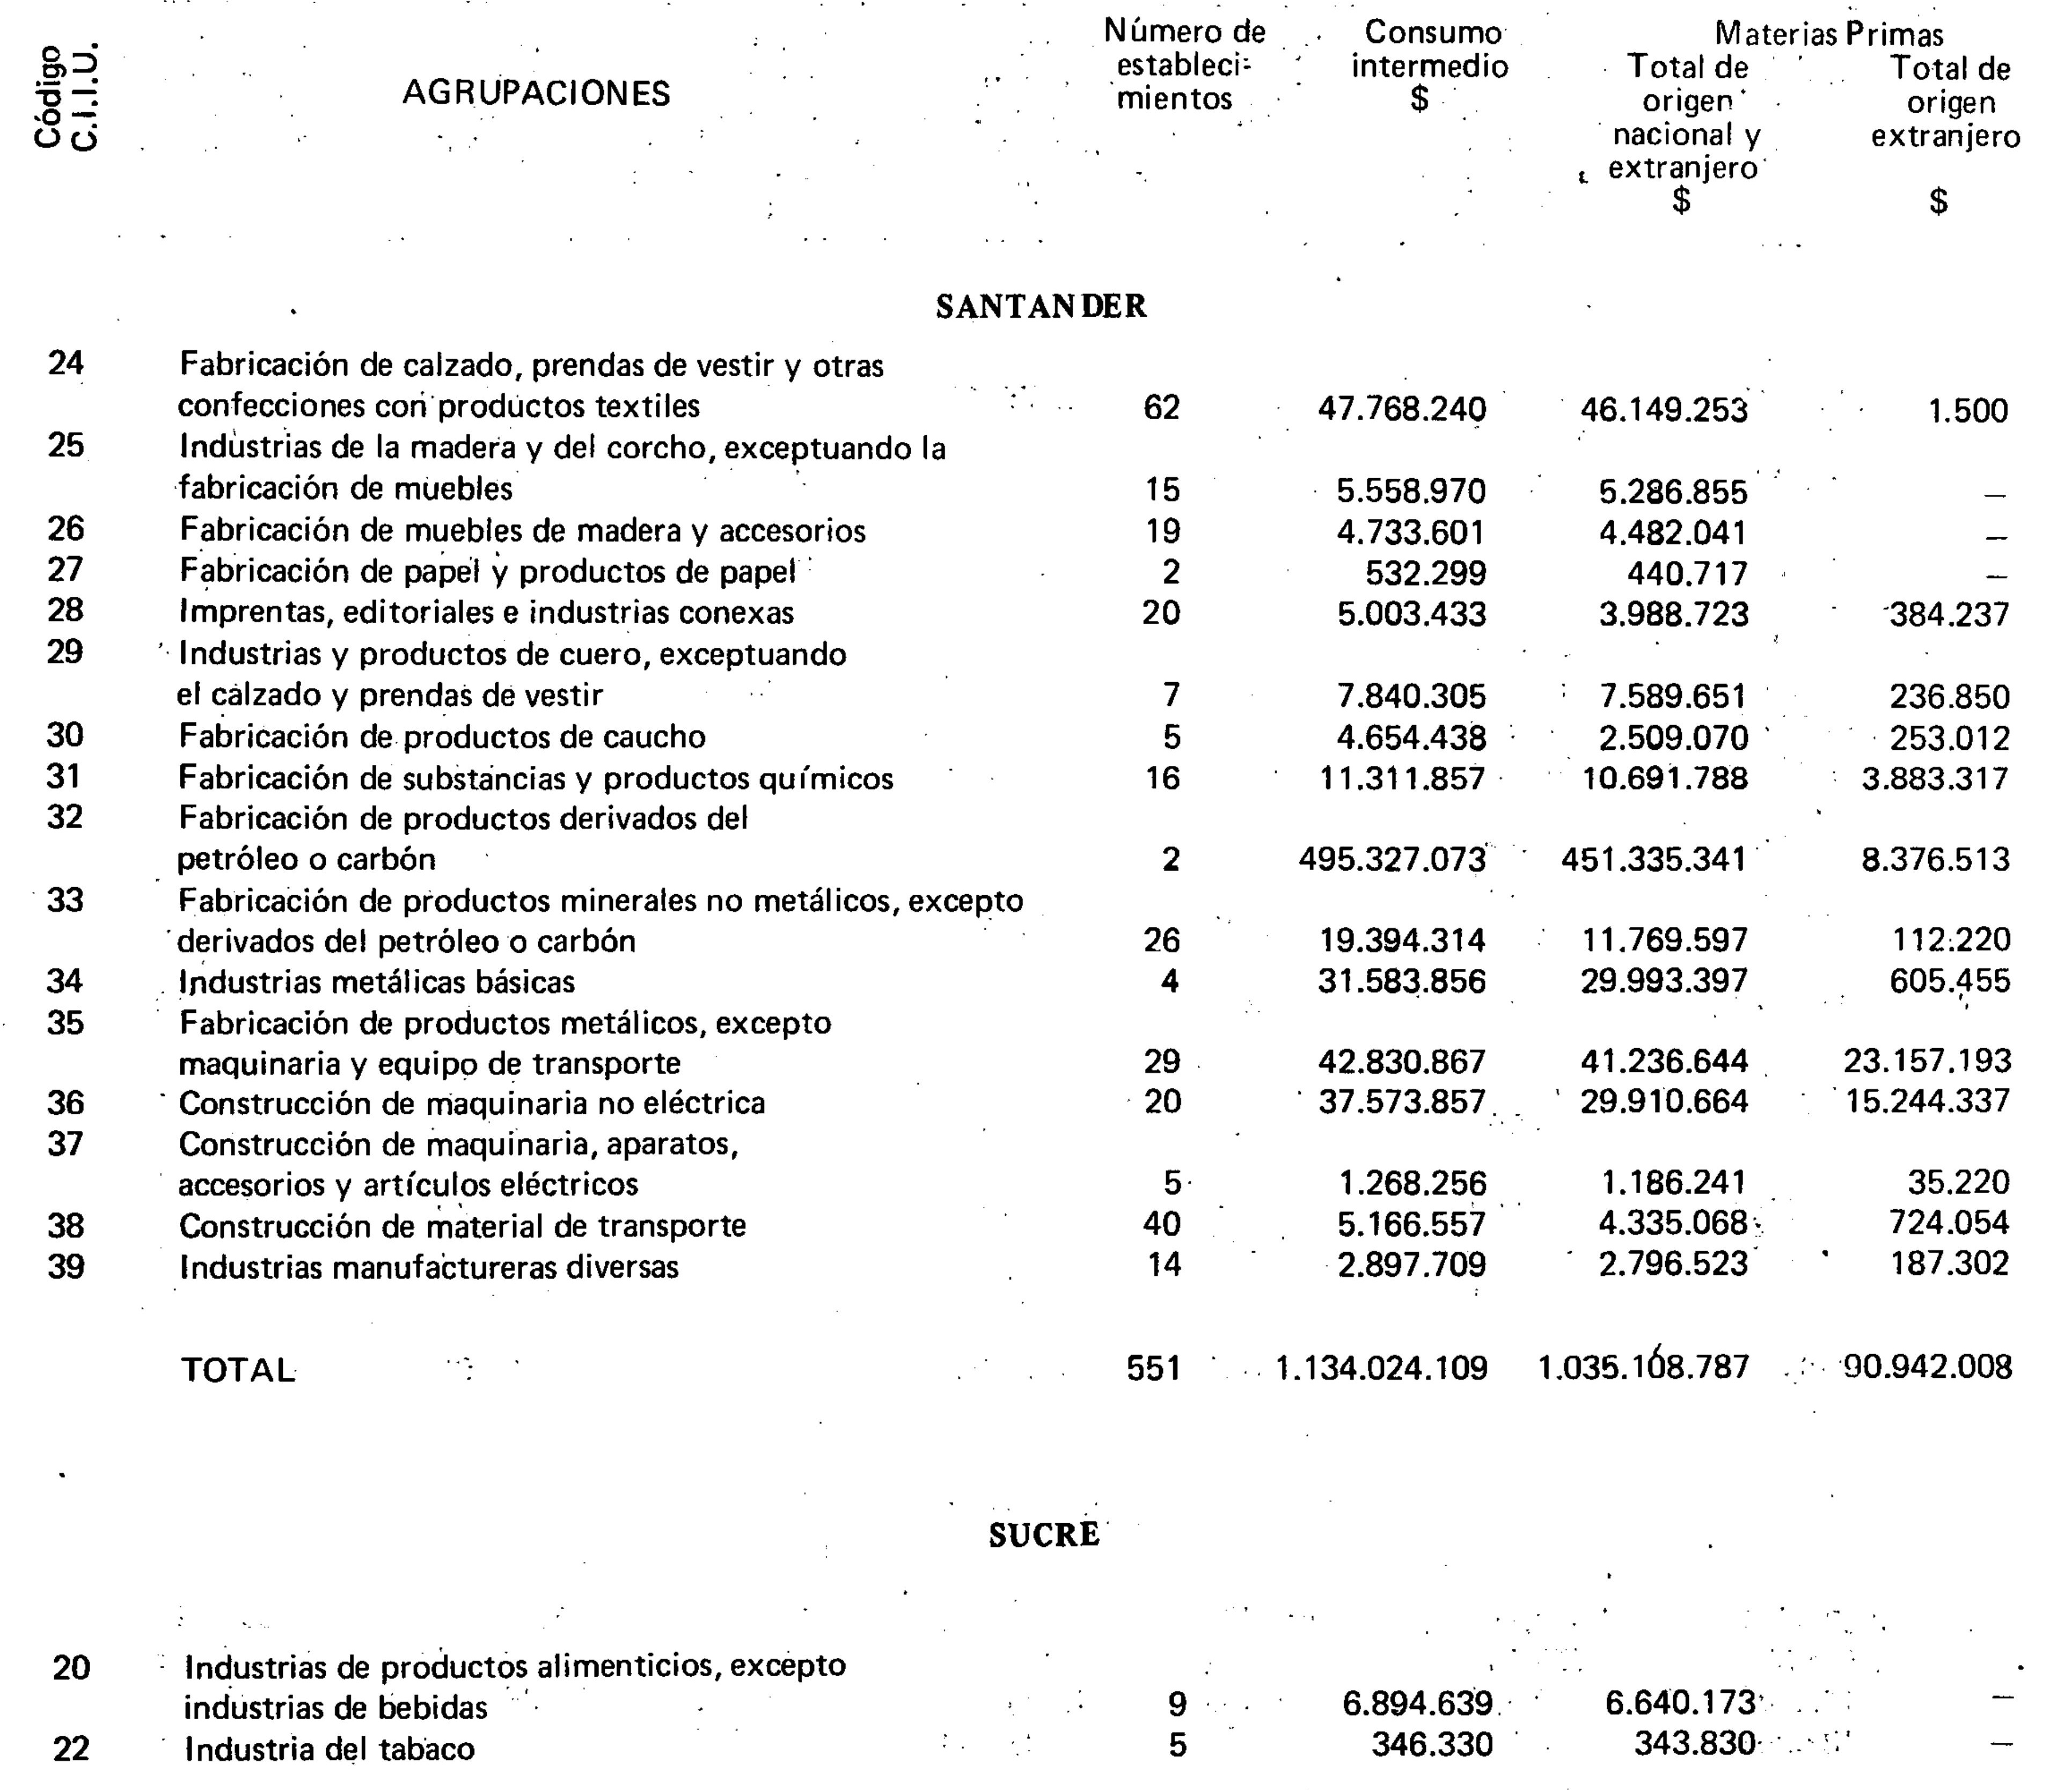 Código
C.I.I.U.
AGRUPACIONES
Número de
estableci-
mientos
Consumo
intermedio
$
Materias Primas
Total de
origen
nacional y
extranjero
$
Total de
origen
extranjero
$
SANTANDER
24 Fabricación de calzado, prendas de vestir y otras
confecciones con productos textiles 62 47.768.240 46.149.253 1.500
25 Industrias de la madera y del corcho, exceptuando la
fabricación de muebles 15 5.558.970 5.286.855 —
26 Fabricación de muebles de madera y accesorios 19 4.733.601 4.482.041 —
27 Fabricación de papel y productos de papel 2 532.299 440.717 —
28 Imprentas, editoriales e industrias conexas 20 5.003.433 3.988.723 384.237
29 Industrias y productos de cuero, exceptuando
el calzado y prendas de vestir 7 7.840.305 7.589.651 236.850
30 Fabricación de productos de caucho 5 4.654.438 2.509.070 253.012
31 Fabricación de substancias y productos químicos 16 11.311.857 10.691.788 3.883.317
32 Fabricación de productos derivados del
petróleo o carbón 2 495.327.073 451.335.341 8.376.513
33 Fabricación de productos minerales no metálicos, excepto
derivados del petróleo o carbón 26 19.394.314 11.769.597 112.220
34 Industrias metálicas básicas 4 31.583.856 29.993.397 605.455
35 Fabricación de productos metálicos, excepto
maquinaria y equipo de transporte 29 42.830.867 41.236.644 23.157.193
36 Construcción de maquinaria no eléctrica 20 37.573.857 29.910.664 15.244.337
37 Construcción de maquinaria, aparatos,
accesorios y artículos eléctricos 5 1.268.256 1.186.241 35.220
38 Construcción de material de transporte 40 5.166.557 4.335.068 724.054
39 Industrias manufactureras diversas 14 2.897.709 2.796.523 187.302
TOTAL 551 1.134.024.109 1.035.108.787 90.942.008
SUCRE
20 Industrias de productos alimenticios, excepto
industrias de bebidas 9 6.894.639 6.640.173 —
22 Industria del tabaco 5 346.330 343.830 —